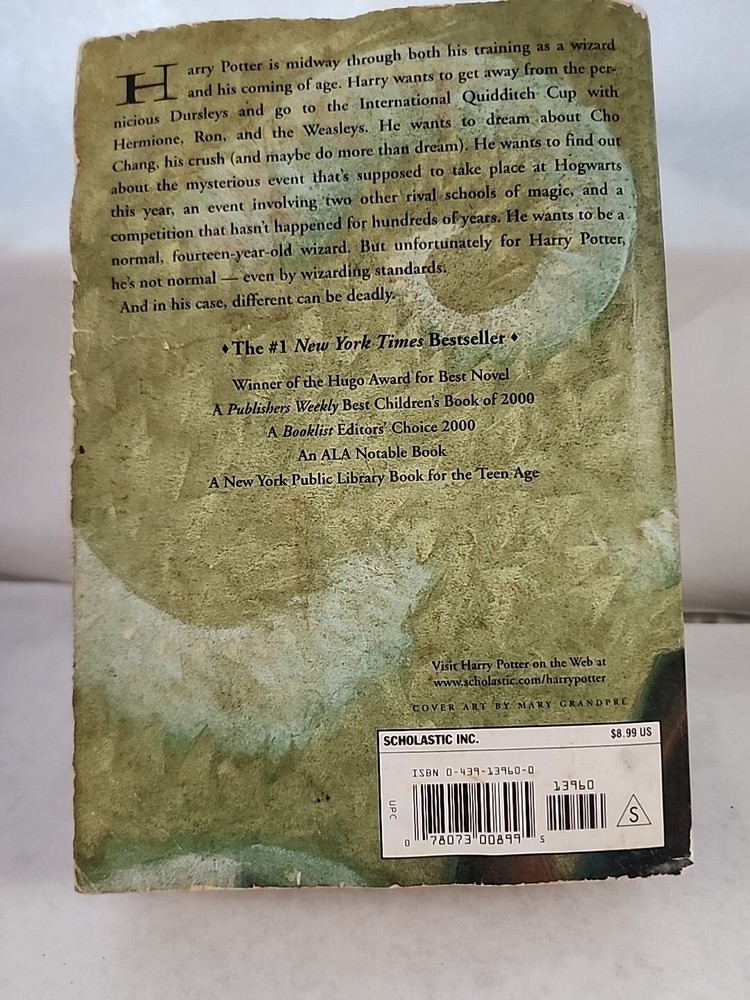 Harry Potter is midway through both his training as a wizard
and his coming of age. Harry wants to get away from the per-
nicious Dursleys and go to the International Quidditch Cup with
Hermione, Ron, and the Weasleys. He wants to dream about Cho
Chang, his crush (and maybe do more than dream). He wants to find out
about the mysterious event that's supposed to take place at Hogwarts
this year, an event involving two other rival schools of magic, and a
competition that hasn't happened for hundreds of years. He wants to be a
normal, fourteen-year-old wizard. But unfortunately for Harry Potter,
he's not normal — even by wizarding standards.
And in his case, different can be deadly.
♦The #1 New York Times Bestseller♦
Winner of the Hugo Award for Best Novel
A Publishers Weekly Best Children's Book of 2000
A Booklist Editors' Choice 2000
An ALA Notable Book
A New York Public Library Book for the Teen Age
Visit Harry Potter on the Web at
www.scholastic.com/harrypotter
COVER ART BY MARY GRANDPRÉ
SCHOLASTIC INC. $8.99 US
ISBN 0-439-13960-0
13960
UPC
S
0 78073 00899 5